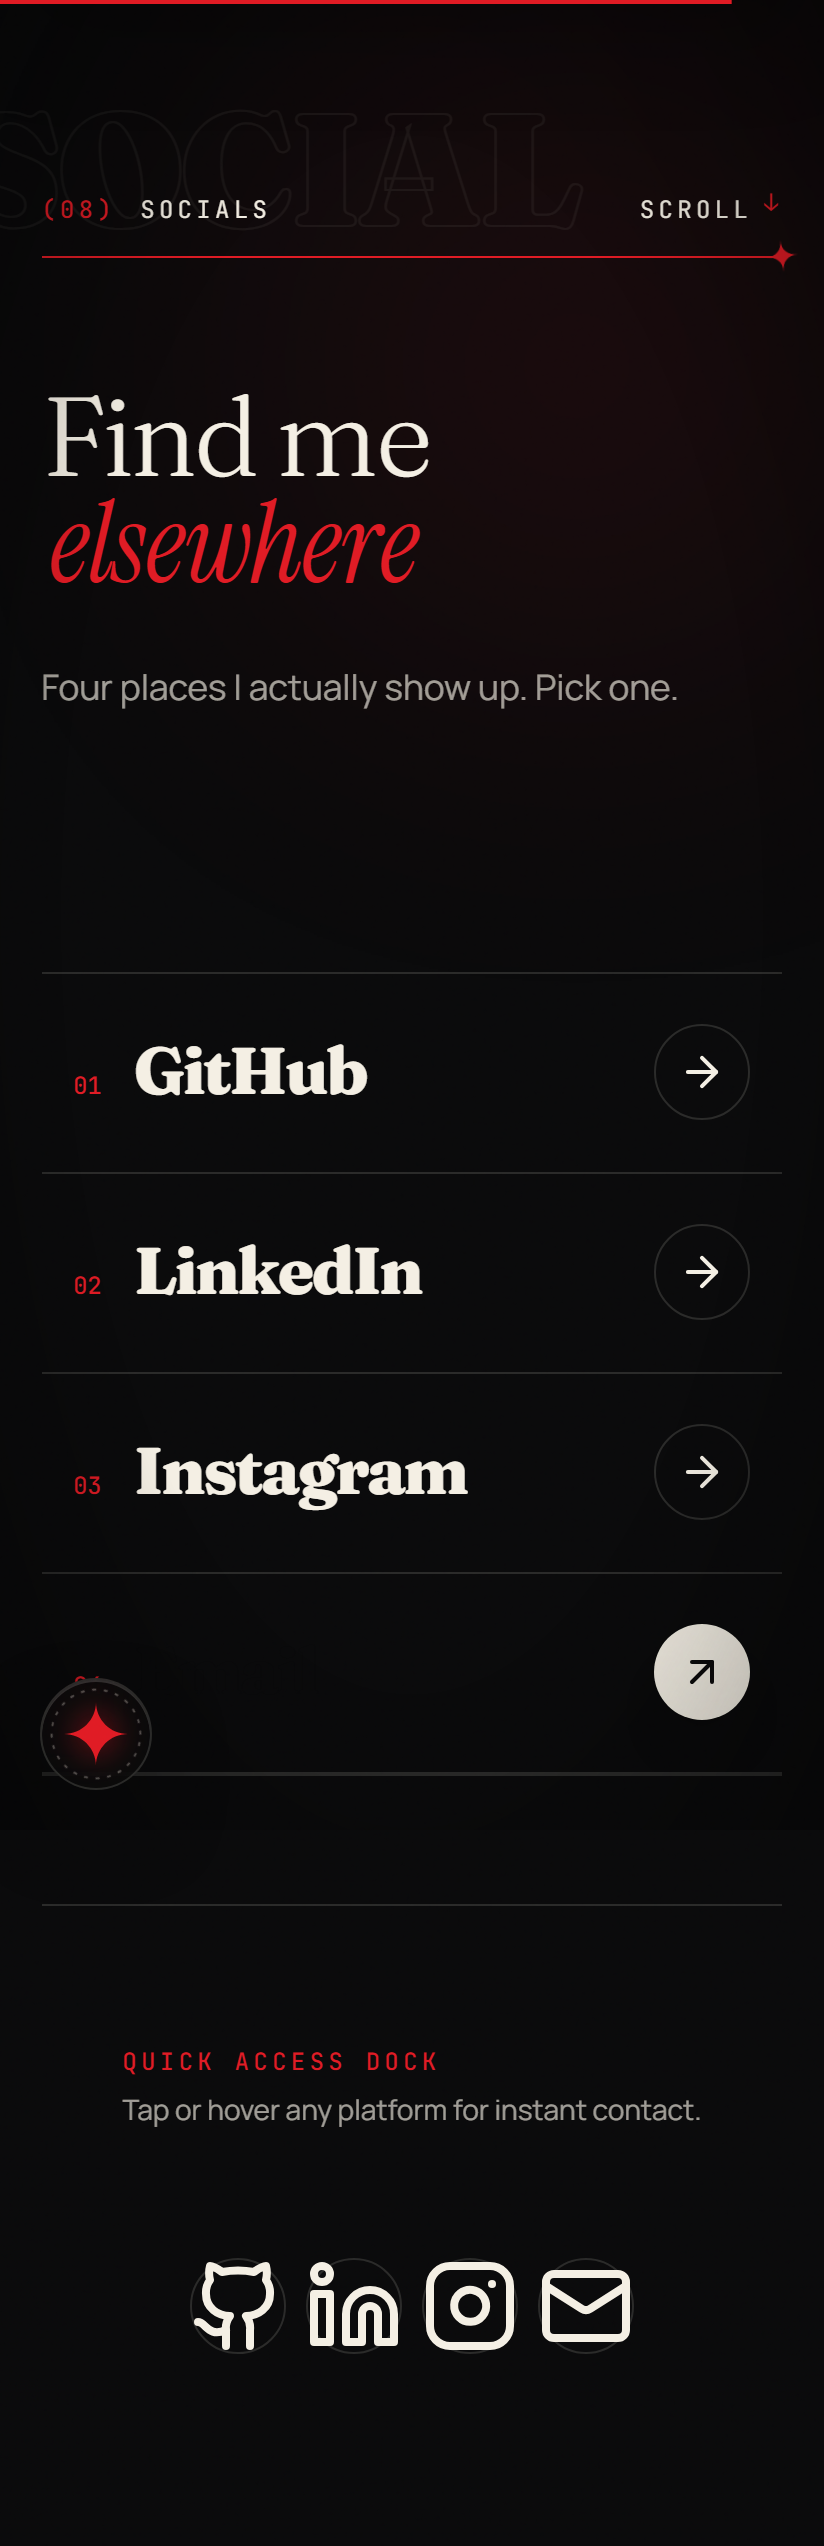 SOCIAL
(08) SOCIALS
SCROLL ↓
Find me
elsewhere
Four places I actually show up. Pick one.
01 GitHub
02 LinkedIn
03 Instagram
QUICK ACCESS DOCK
Tap or hover any platform for instant contact.
in